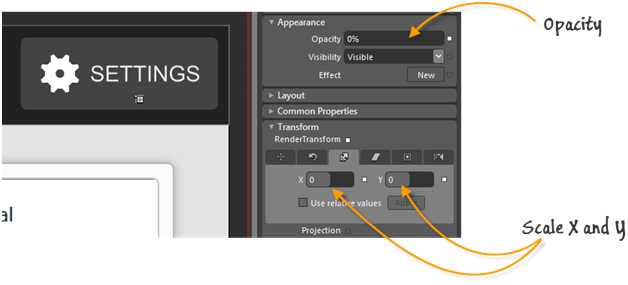 Appearance
Opacity
Opacity 0%
SETTINGS
Visibility Visible
Effect New
Layout
Common Properties
Transform
RenderTransform
X 0 Y 0
al
Use relative values Apply
Scale X and Y
Projection